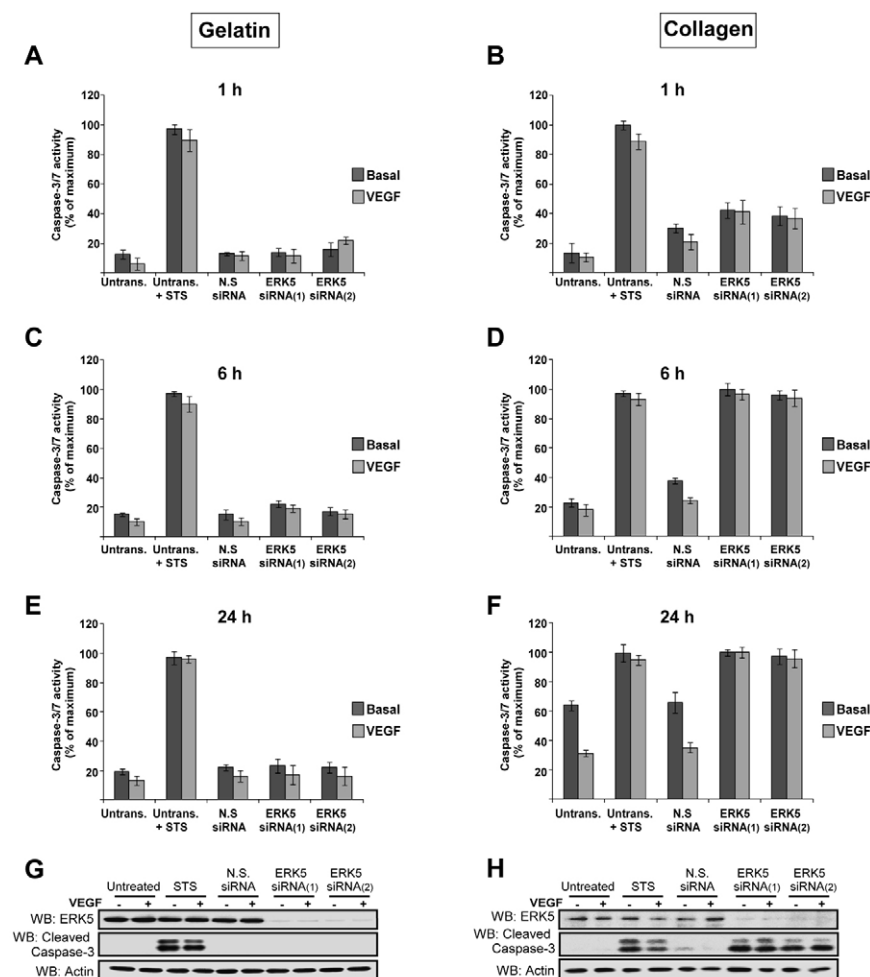 Gelatin
Collagen
A
1 h
Caspase-3/7 activity
(% of maximum)
120
100
80
60
40
20
Basal
VEGF
Untrans.
Untrans.
+ STS
N.S
siRNA
ERK5
siRNA(1)
ERK5
siRNA(2)
B
1 h
Caspase-3/7 activity
(% of maximum)
120
100
80
60
40
20
Basal
VEGF
Untrans.
Untrans.
+ STS
N.S
siRNA
ERK5
siRNA(1)
ERK5
siRNA(2)
C
6 h
Caspase-3/7 activity
(% of maximum)
120
100
80
60
40
20
Basal
VEGF
Untrans.
Untrans.
+ STS
N.S
siRNA
ERK5
siRNA(1)
ERK5
siRNA(2)
D
6 h
Caspase-3/7 activity
(% of maximum)
120
100
80
60
40
20
Basal
VEGF
Untrans.
Untrans.
+ STS
N.S
siRNA
ERK5
siRNA(1)
ERK5
siRNA(2)
E
24 h
Caspase-3/7 activity
(% of maximum)
120
100
80
60
40
20
Basal
VEGF
Untrans.
Untrans.
+ STS
N.S
siRNA
ERK5
siRNA(1)
ERK5
siRNA(2)
F
24 h
Caspase-3/7 activity
(% of maximum)
120
100
80
60
40
20
Basal
VEGF
Untrans.
Untrans.
+ STS
N.S
siRNA
ERK5
siRNA(1)
ERK5
siRNA(2)
G
Untreated STS N.S. siRNA ERK5 siRNA(1) ERK5 siRNA(2)
VEGF - + - + - + - + - +
WB: ERK5
WB: Cleaved
Caspase-3
WB: Actin
H
Untreated STS N.S. siRNA ERK5 siRNA(1) ERK5 siRNA(2)
VEGF - + - + - + - + - +
WB: ERK5
WB: Cleaved
Caspase-3
WB: Actin